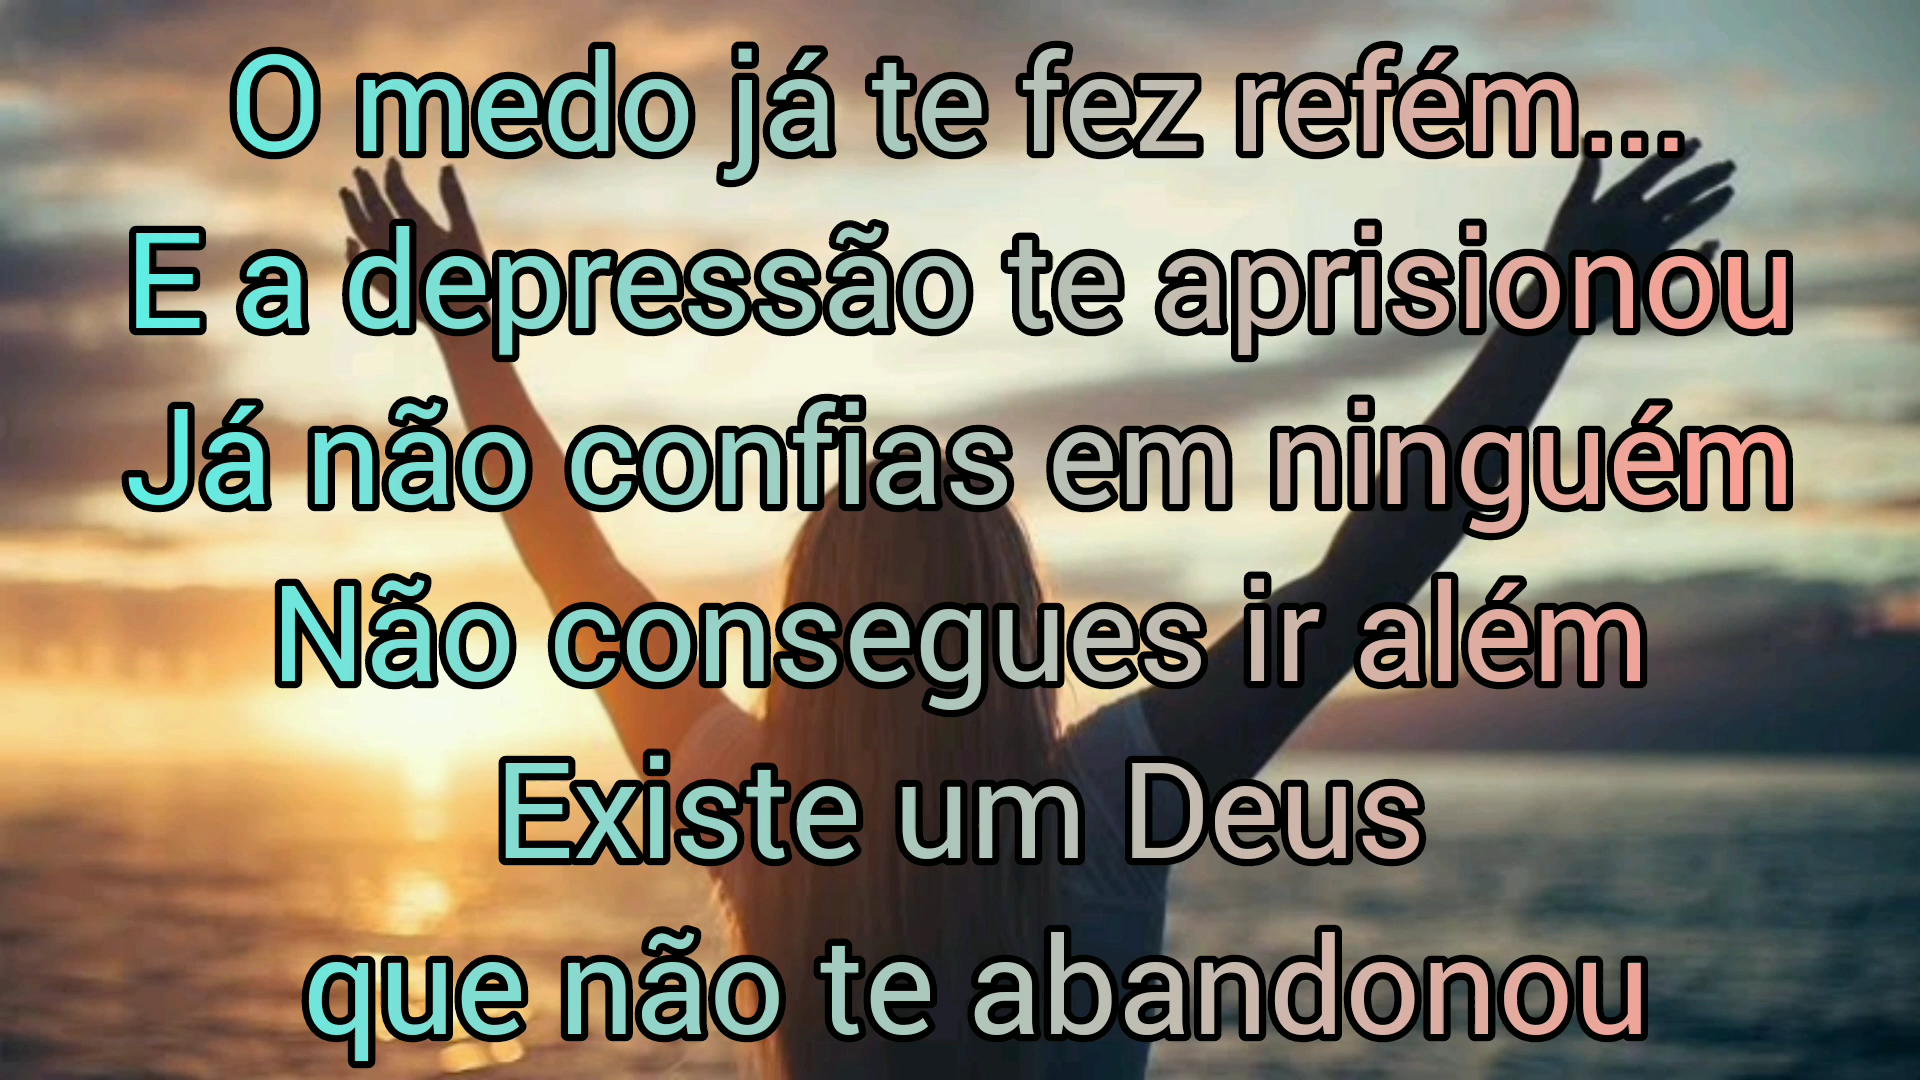 O medo já te fez refém...
E a depressão te aprisionou
Já não confias em ninguém
Não consegues ir além
Existe um Deus
que não te abandonou